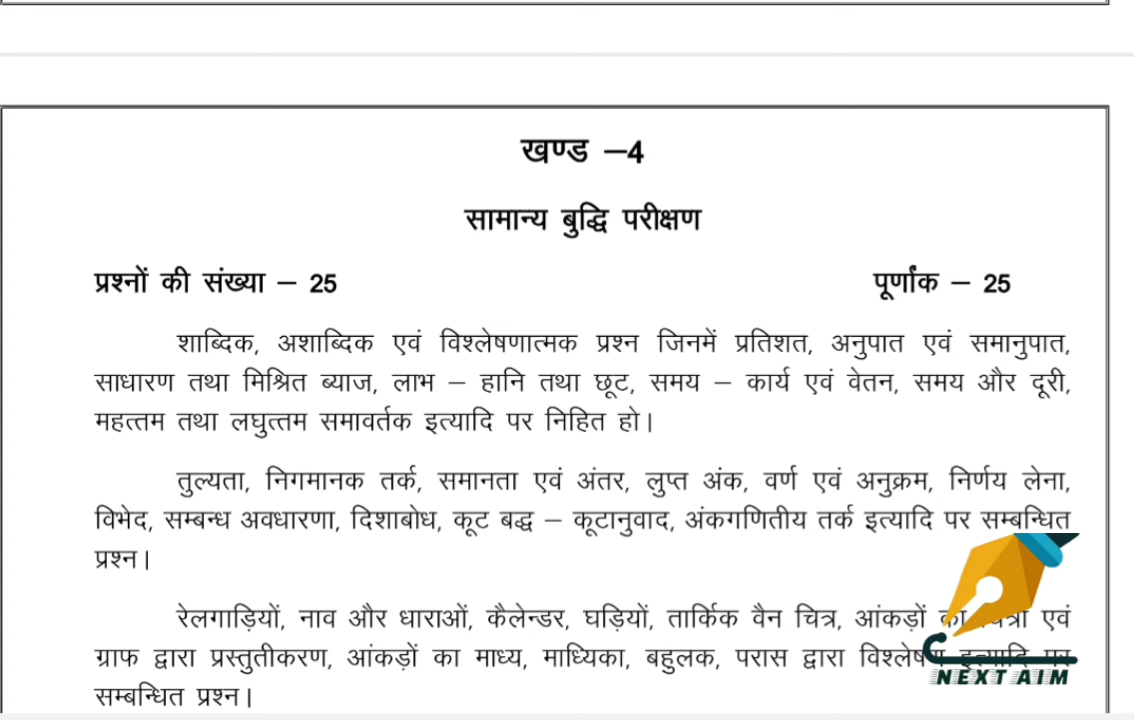 खण्ड –4
सामान्य बुद्धि परीक्षण
प्रश्नों की संख्या – 25 पूर्णांक – 25
शाब्दिक, अशाब्दिक एवं विश्लेषणात्मक प्रश्न जिनमें प्रतिशत, अनुपात एवं समानुपात,
साधारण तथा मिश्रित ब्याज, लाभ – हानि तथा छूट, समय – कार्य एवं वेतन, समय और दूरी,
महत्तम तथा लघुत्तम समावर्तक इत्यादि पर निहित हो।
तुल्यता, निगमानक तर्क, समानता एवं अंतर, लुप्त अंक, वर्ण एवं अनुक्रम, निर्णय लेना,
विभेद, सम्बन्ध अवधारणा, दिशाबोध, कूट बद्ध – कूटानुवाद, अंकगणितीय तर्क इत्यादि पर सम्बन्धित
प्रश्न।
रेलगाड़ियों, नाव और धाराओं, कैलेन्डर, घड़ियों, तार्किक वैन चित्र, आंकड़ों एवं
ग्राफ द्वारा प्रस्तुतीकरण, आंकड़ों का माध्य, माध्यिका, बहुलक, परास द्वारा इत्यादि पर
सम्बन्धित प्रश्न।
NEXT AIM